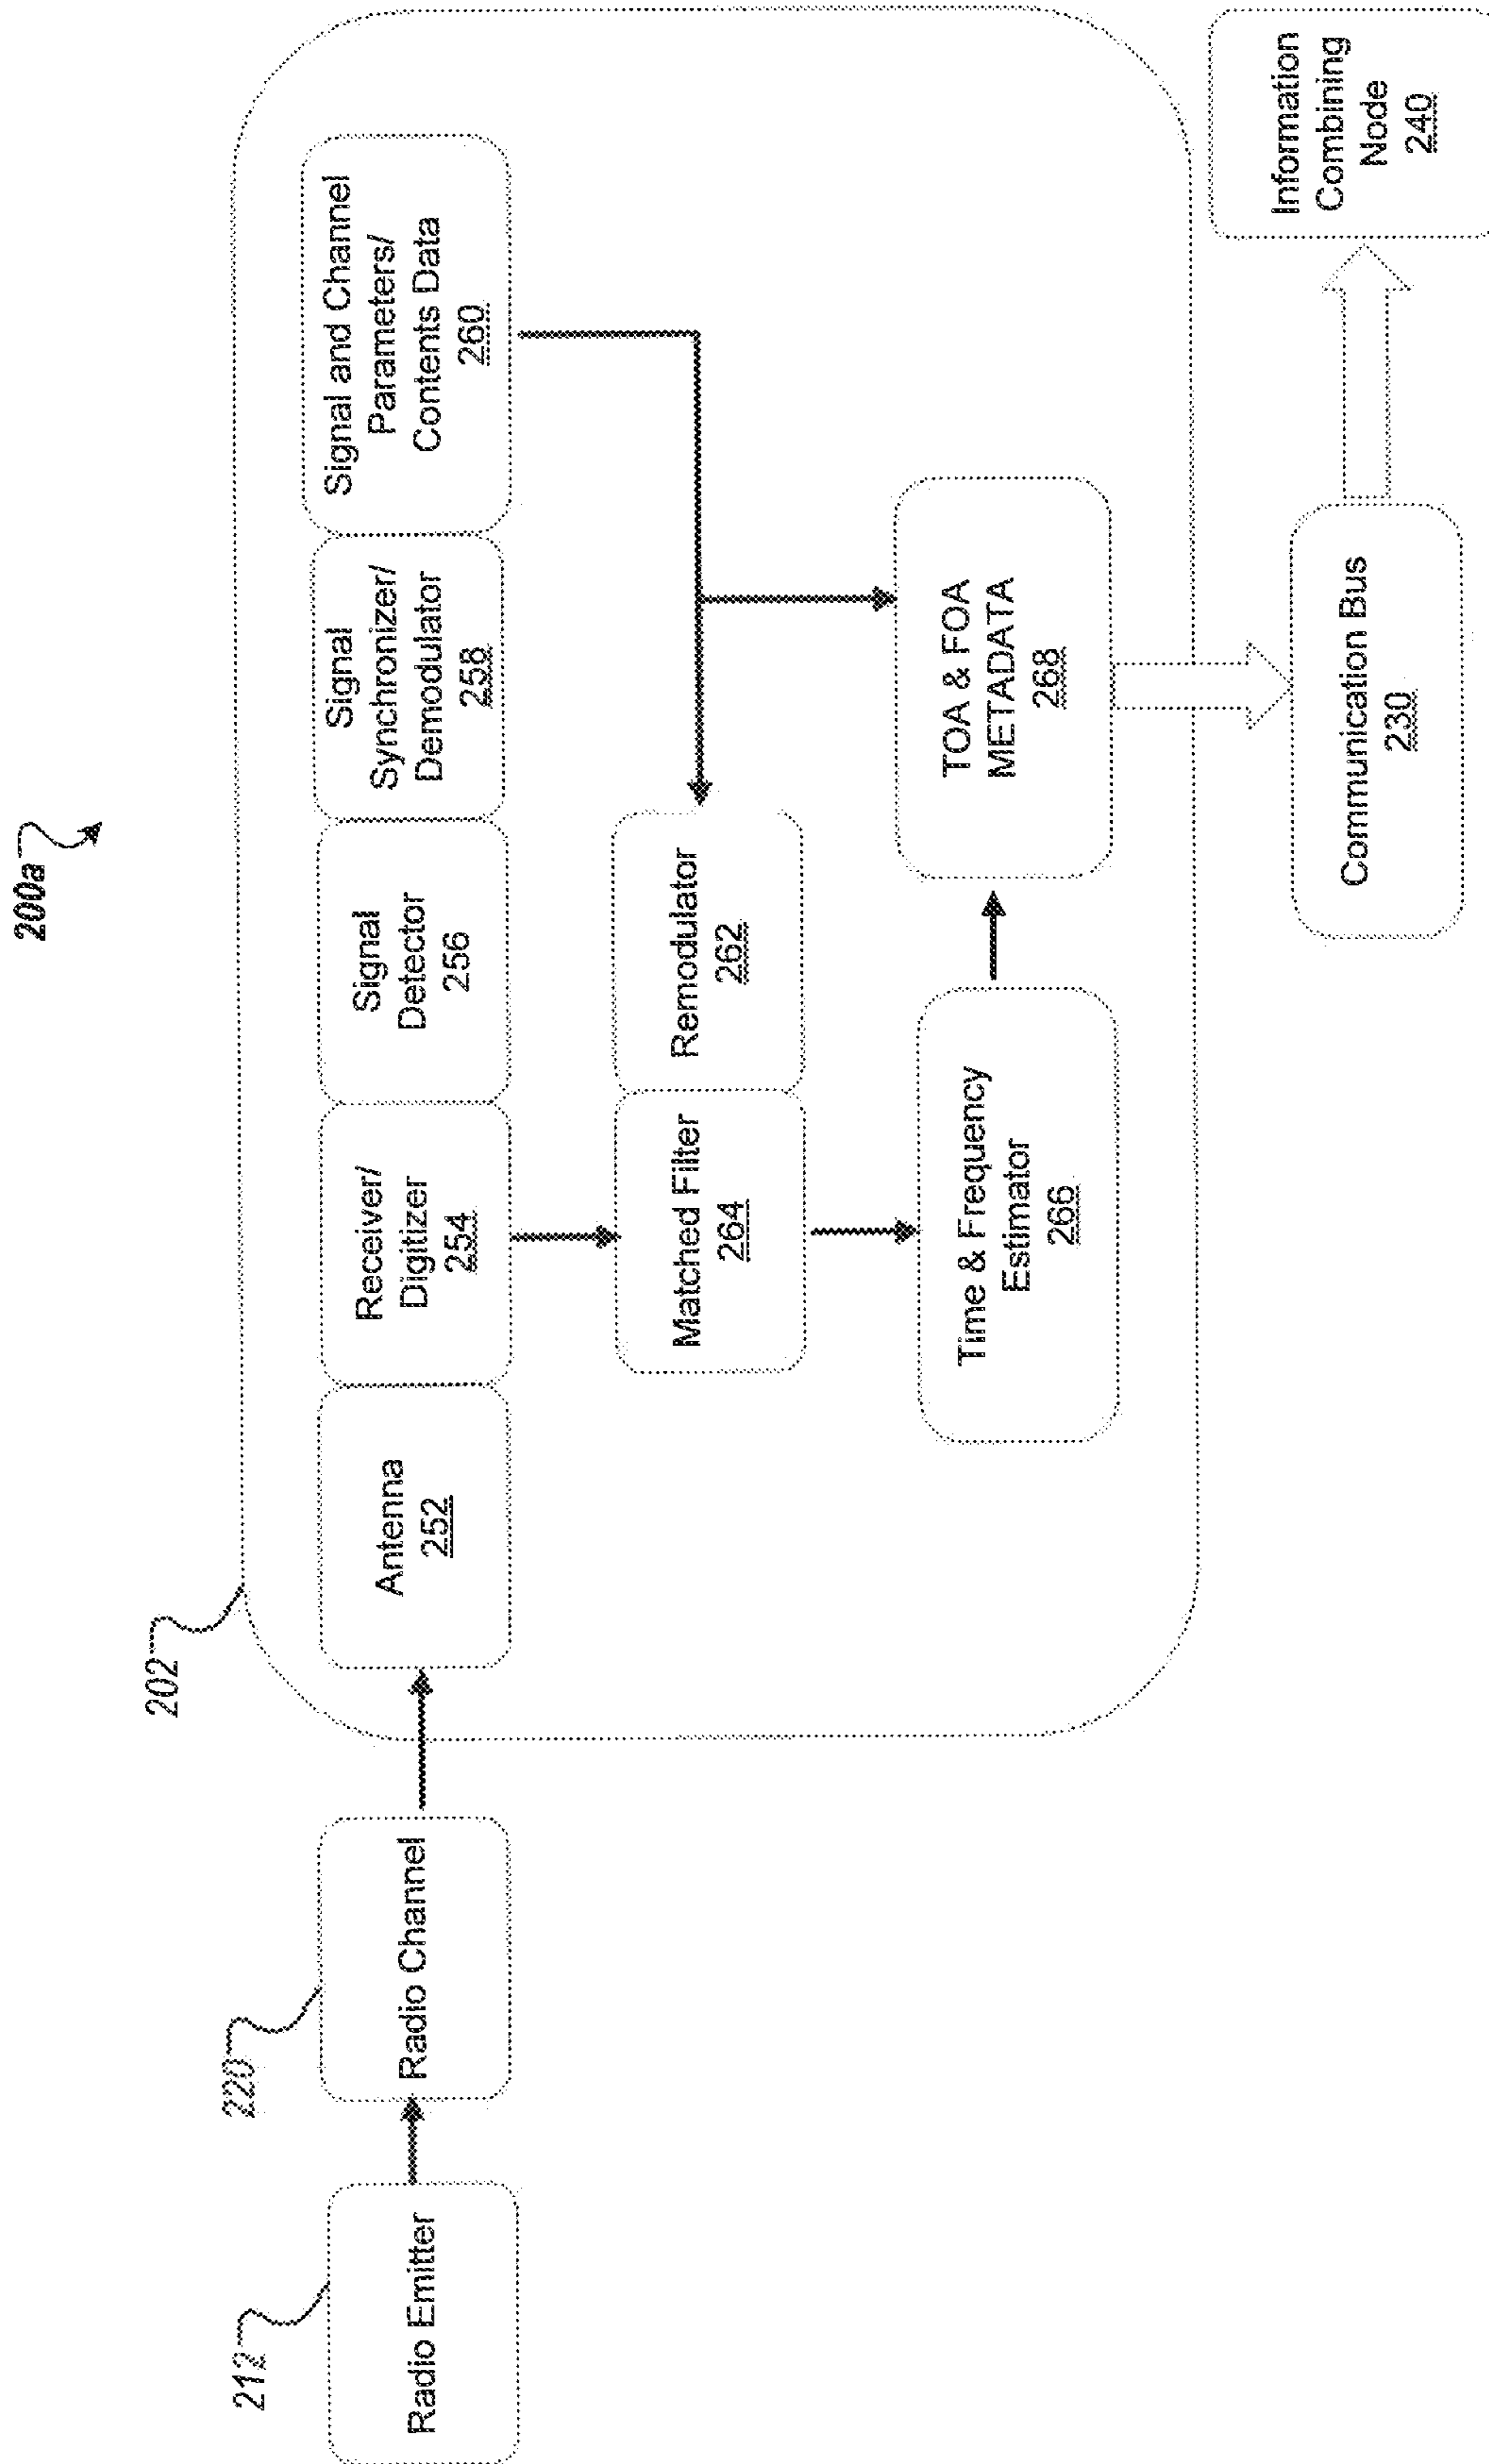 200a
212
Radio Emitter
220
Radio Channel
202
Antenna
252
Receiver/
Digitizer
254
Signal
Detector
256
Signal
Synchronizer/
Demodulator
258
Signal and Channel
Parameters/
Contents Data
260
Matched Filter
264
Remodulator
262
Time & Frequency
Estimator
266
TOA & FOA
METADATA
268
Communication Bus
230
Information
Combining
Node
240